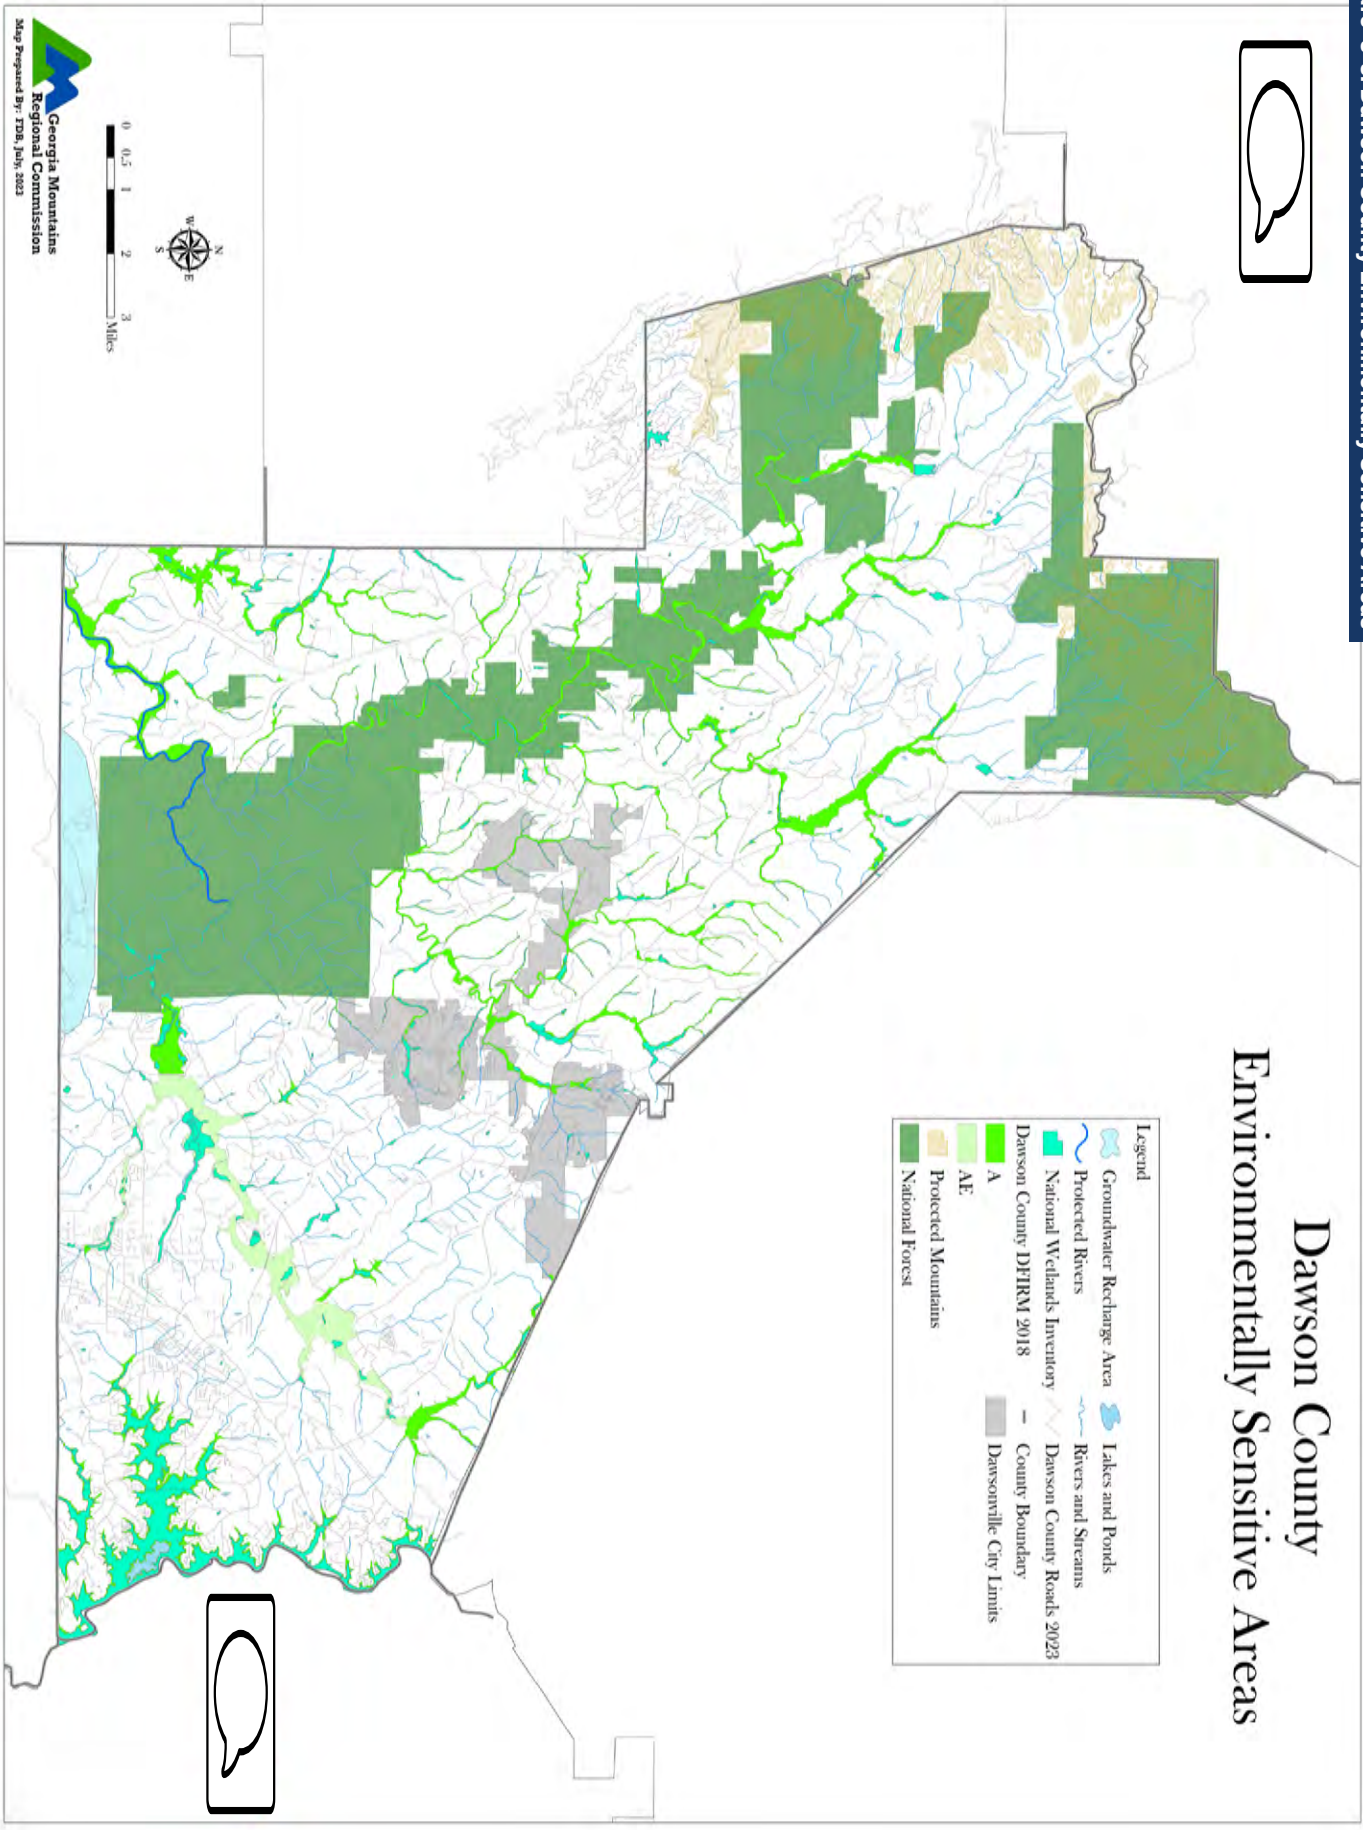 Dawson County
Environmentally Sensitive Areas
Legend
Groundwater Recharge Area
Lakes and Ponds
Protected Rivers
Rivers and Streams
National Wetlands Inventory
Dawson County Roads 2023
Dawson County DFIRM 2018
County Boundary
A
Dawsonville City Limits
AE
Protected Mountains
National Forest
N
W
E
S
0 0.5 1 2 3
Miles
Georgia Mountains
Regional Commission
Map Prepared By: FDB, July, 2023